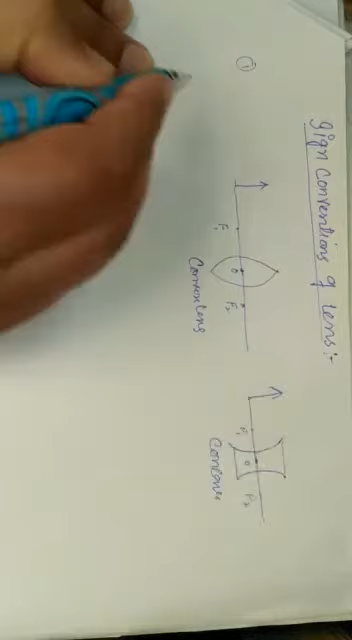 Sign Conventions of Lens:-
F₁ O F₂
Convex Lens
F₁ O F₂
Concave
①